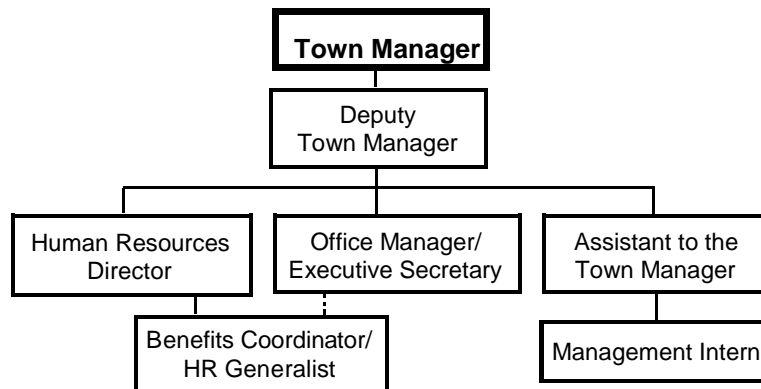 Town Manager
Deputy
Town Manager
Human Resources
Director
Office Manager/
Executive Secretary
Assistant to the
Town Manager
Benefits Coordinator/
HR Generalist
Management Intern